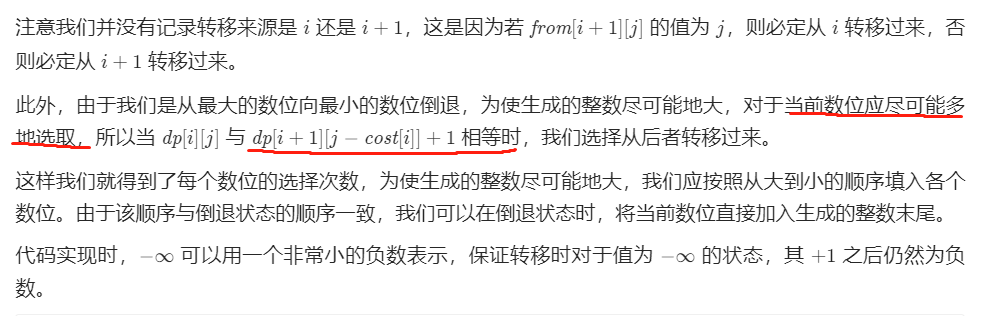 注意我们并没有记录转移来源是 i 还是 i + 1，这是因为若 from[i + 1][j] 的值为 j，则必定从 i 转移过来，否
则必定从 i + 1 转移过来。
此外，由于我们是从最大的数位向最小的数位倒退，为使生成的整数尽可能地大，对于当前数位应尽可能多
地选取，所以当 dp[i][j] 与 dp[i + 1][j − cost[i]] + 1 相等时，我们选择从后者转移过来。
这样我们就得到了每个数位的选择次数，为使生成的整数尽可能地大，我们应按照从大到小的顺序填入各个
数位。由于该顺序与倒退状态的顺序一致，我们可以在倒退状态时，将当前数位直接加入生成的整数末尾。
代码实现时，−∞ 可以用一个非常小的负数表示，保证转移时对于值为 −∞ 的状态，其 +1 之后仍然为负
数。